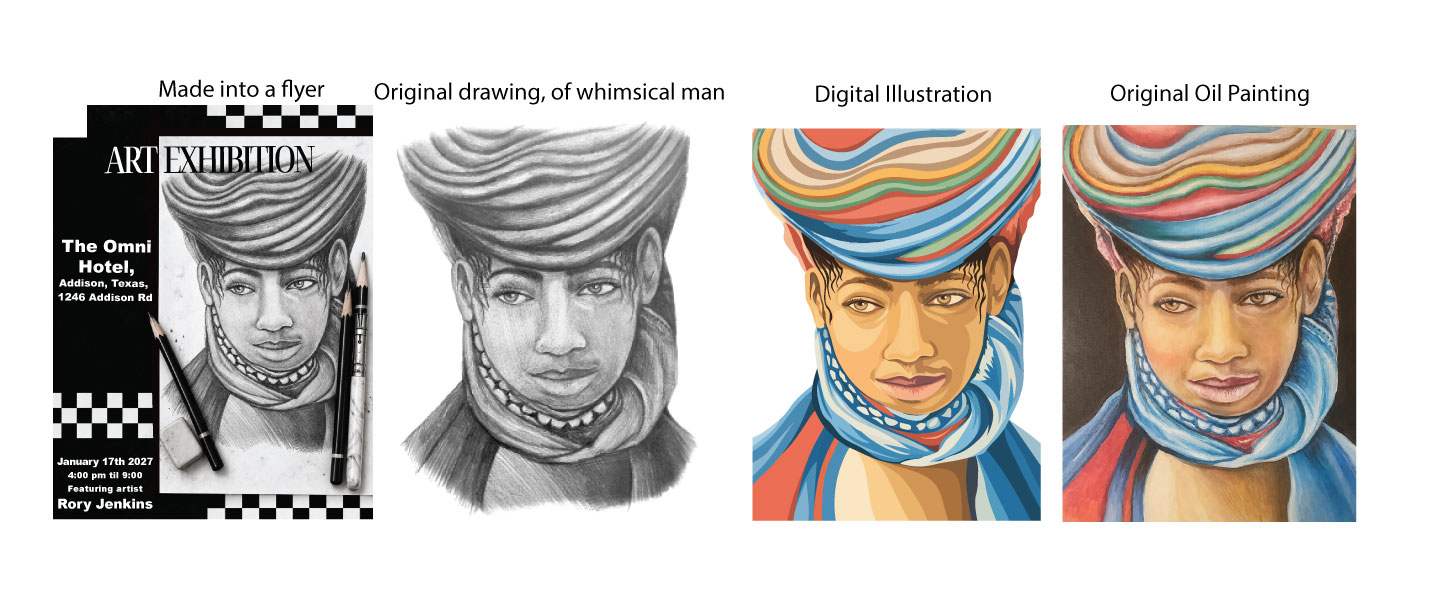 Made into a flyer
Original drawing, of whimsical man
Digital Illustration
Original Oil Painting
ART EXHIBITION
The Omni
Hotel,
Addison, Texas,
1246 Addison Rd
January 17th 2027
4:00 pm til 9:00
Featuring artist
Rory Jenkins